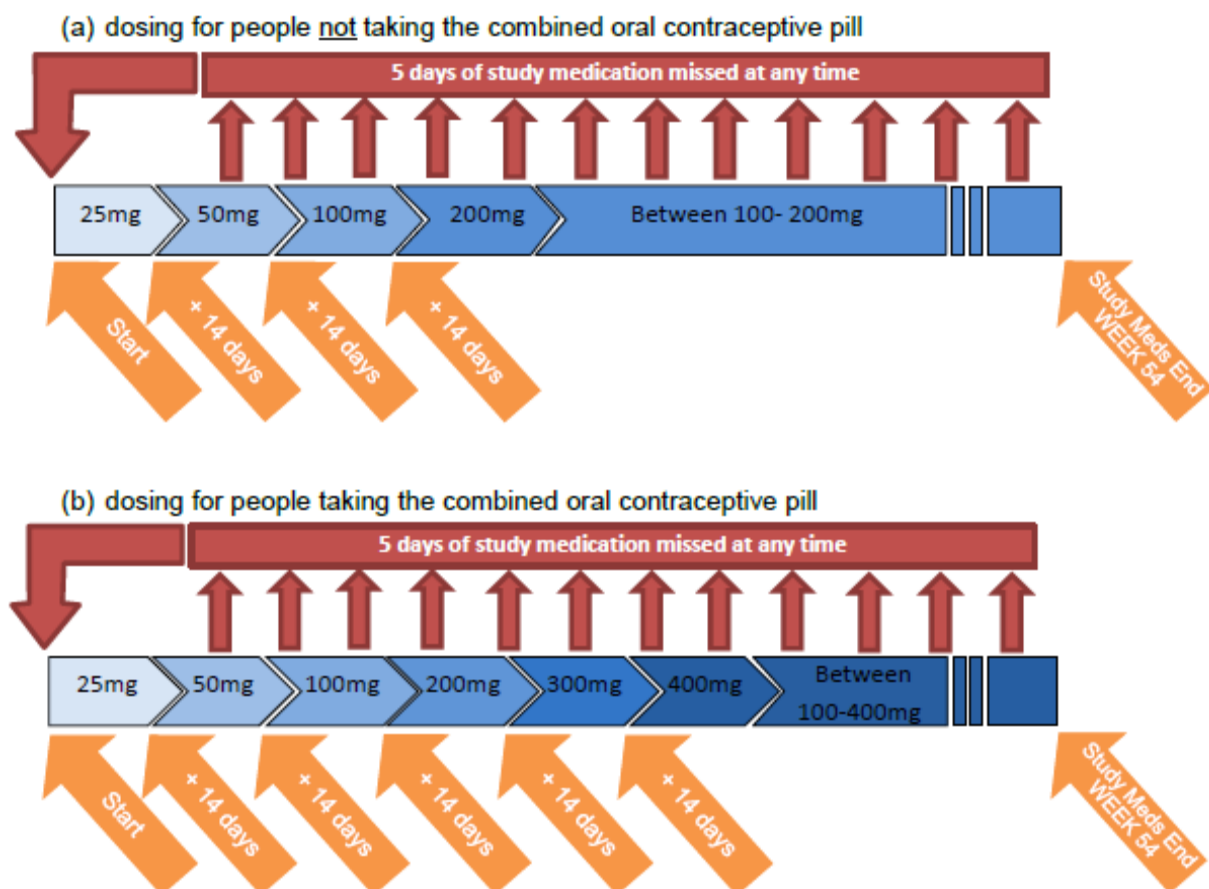 (a) dosing for people not taking the combined oral contraceptive pill
5 days of study medication missed at any time
25mg
50mg
100mg
200mg
Between 100- 200mg
Start
+ 14 days
+ 14 days
+ 14 days
Study Meds End
WEEK 54
(b) dosing for people taking the combined oral contraceptive pill
5 days of study medication missed at any time
25mg
50mg
100mg
200mg
300mg
400mg
Between
100-400mg
Start
+ 14 days
+ 14 days
+ 14 days
+ 14 days
+ 14 days
Study Meds End
WEEK 54